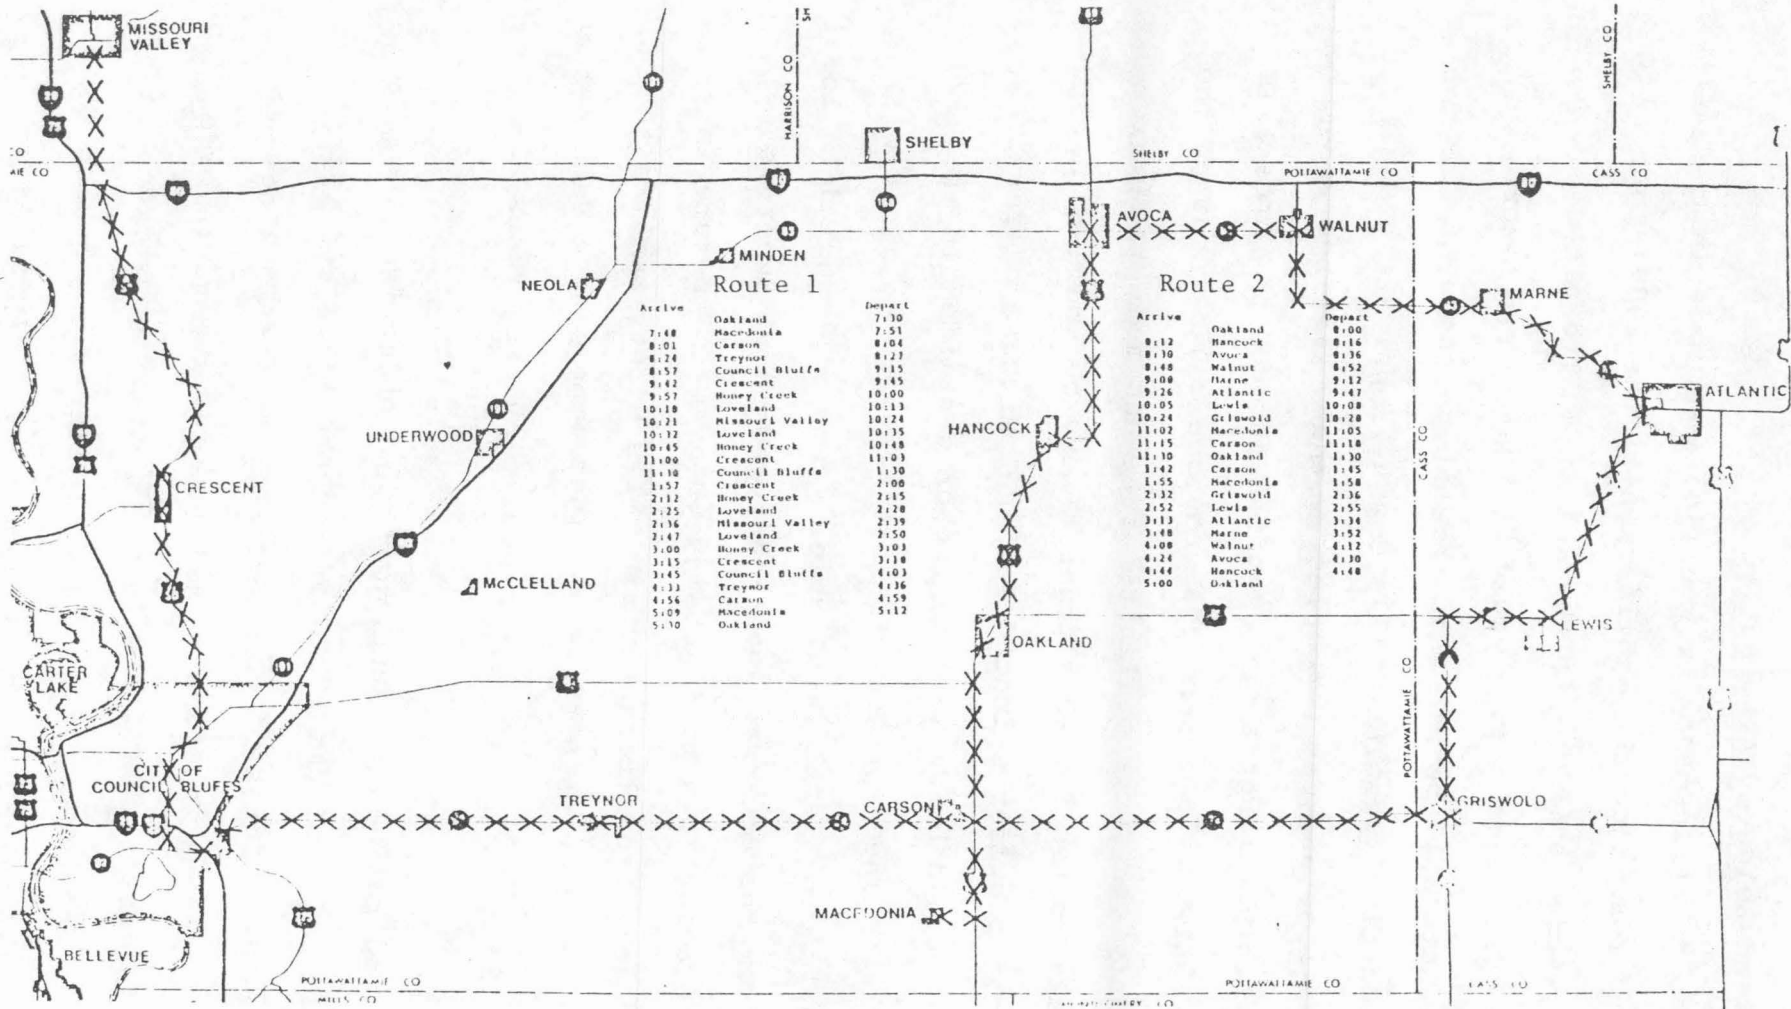 MISSOURI
VALLEY
HARRISON CO
SHELBY CO
SHELBY
SHELBY CO
POTTAWATTAMIE CO
CASS CO
191
AVOCA
WALNUT
MINDEN
NEOLA
MARNE
ATLANTIC
UNDERWOOD
HANCOCK
CASS CO
CRESCENT
McCLELLAND
OAKLAND
LEWIS
CARTER
LAKE
POTTAWATTAMIE CO
CITY OF
COUNCIL BLUFFS
TREYNOR
CARSON
GRISWOLD
MACEDONIA
BELLEVUE
POTTAWATTAMIE CO
MILLS CO
POTTAWATTAMIE CO
CASS CO
Route 1
Arrive Depart
Oakland 7:30
7:48 Macedonia 7:51
8:01 Carson 8:04
8:24 Treynor 8:27
8:57 Council Bluffs 9:15
9:42 Crescent 9:45
9:57 Honey Creek 10:00
10:10 Loveland 10:13
10:21 Missouri Valley 10:24
10:32 Loveland 10:35
10:45 Honey Creek 10:48
11:00 Crescent 11:03
11:30 Council Bluffs 1:30
1:57 Crescent 2:00
2:12 Honey Creek 2:15
2:25 Loveland 2:28
2:36 Missouri Valley 2:39
2:47 Loveland 2:50
3:00 Honey Creek 3:03
3:15 Crescent 3:18
3:45 Council Bluffs 4:03
4:33 Treynor 4:36
4:56 Carson 4:59
5:09 Macedonia 5:12
5:30 Oakland
Route 2
Arrive Depart
Oakland 8:00
8:12 Hancock 8:16
8:30 Avoca 8:36
8:48 Walnut 8:52
9:08 Marne 9:12
9:26 Atlantic 9:47
10:05 Lewis 10:08
10:24 Griswold 10:28
11:02 Macedonia 11:05
11:15 Carson 11:18
11:30 Oakland 1:30
1:42 Carson 1:45
1:55 Macedonia 1:58
2:32 Griswold 2:36
2:52 Lewis 2:55
3:13 Atlantic 3:34
3:48 Marne 3:52
4:08 Walnut 4:12
4:24 Avoca 4:30
4:44 Hancock 4:48
5:00 Oakland